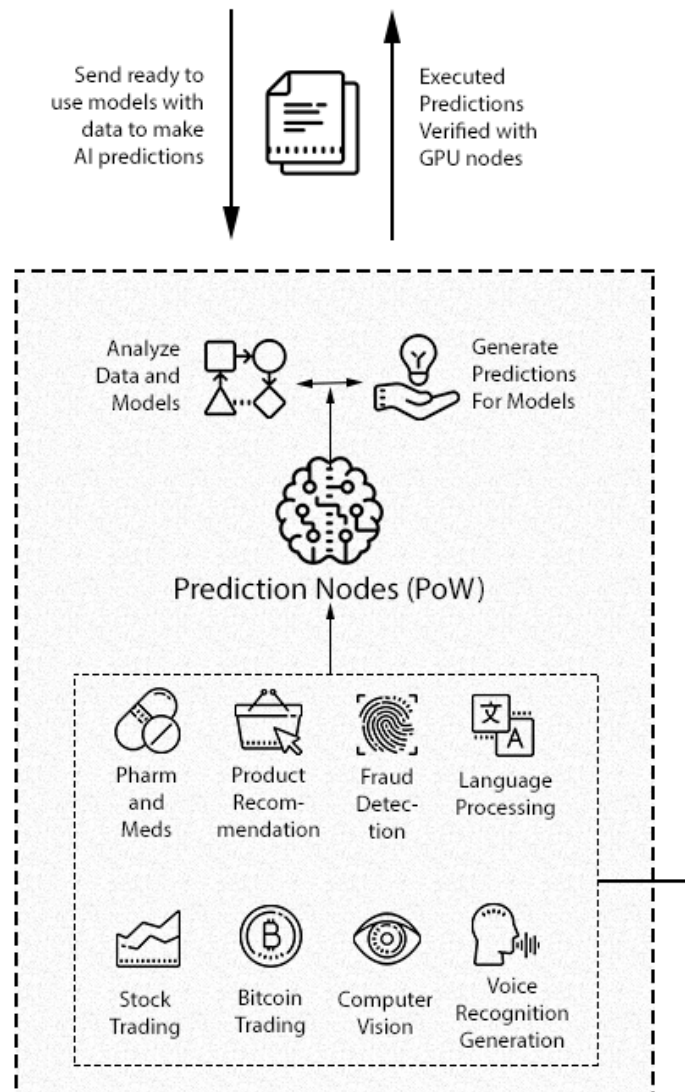 Send ready to
use models with
data to make
AI predictions
Executed
Predictions
Verified with
GPU nodes
Analyze
Data and
Models
Generate
Predictions
For Models
Prediction Nodes (PoW)
Pharm
and
Meds
Product
Recom-
mendation
Fraud
Detec-
tion
文
A
Language
Processing
Stock
Trading
B
Bitcoin
Trading
Computer
Vision
Voice
Recognition
Generation